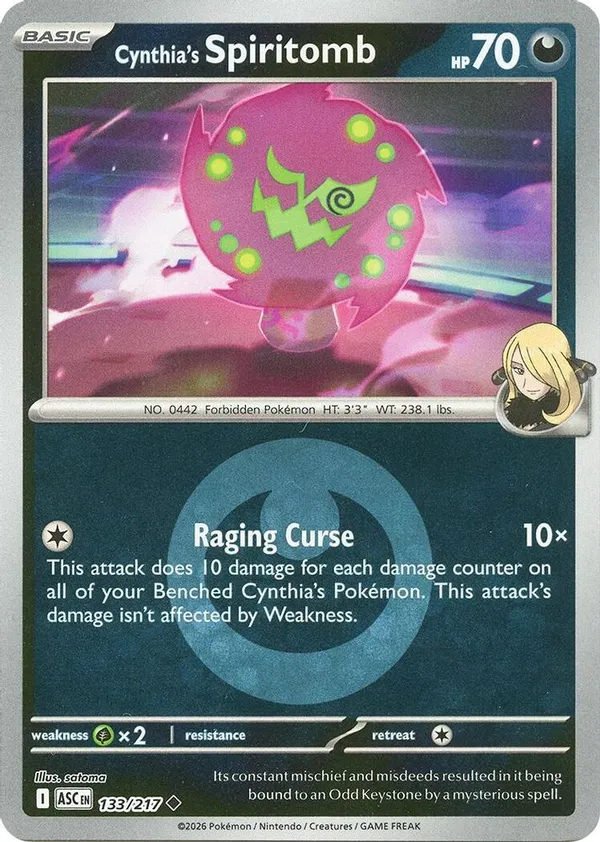 BASIC
Cynthia's Spiritomb HP 70
NO. 0442 Forbidden Pokémon HT: 3'3" WT: 238.1 lbs.
Raging Curse 10×
This attack does 10 damage for each damage counter on
all of your Benched Cynthia's Pokémon. This attack's
damage isn't affected by Weakness.
weakness ×2 resistance retreat
Illus. satoma
I ASC EN 133/217
Its constant mischief and misdeeds resulted in it being
bound to an Odd Keystone by a mysterious spell.
©2026 Pokémon / Nintendo / Creatures / GAME FREAK